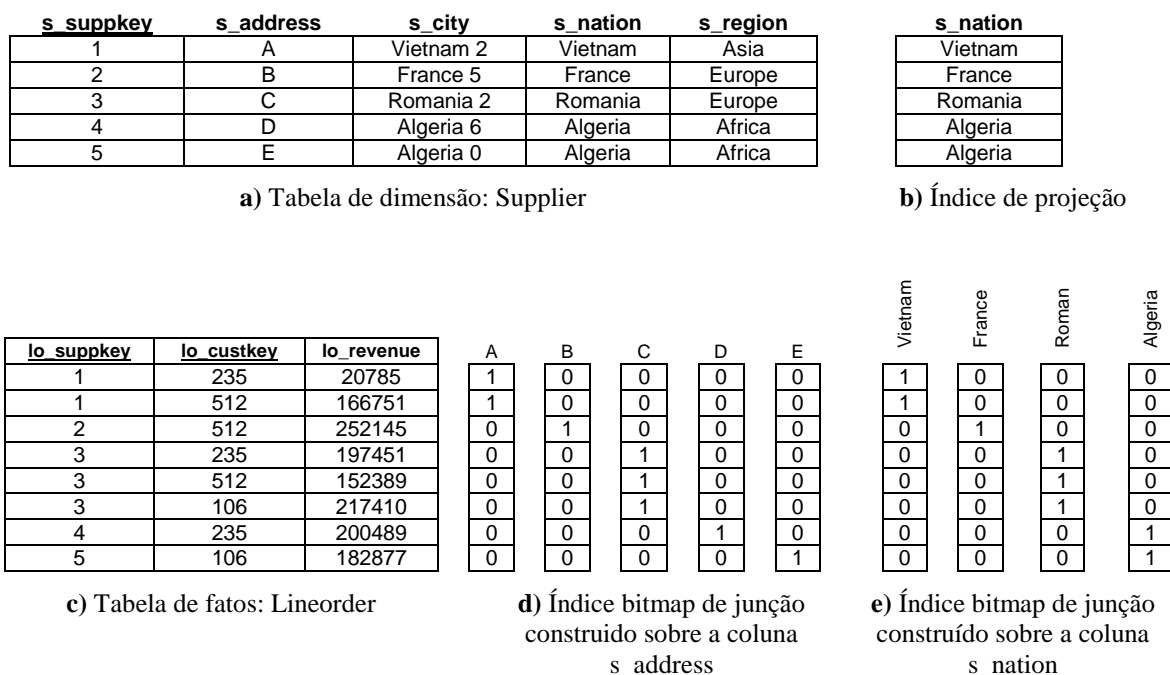 s_suppkey s_address s_city s_nation s_region
1 A Vietnam 2 Vietnam Asia
2 B France 5 France Europe
3 C Romania 2 Romania Europe
4 D Algeria 6 Algeria Africa
5 E Algeria 0 Algeria Africa
a) Tabela de dimensão: Supplier
s_nation
Vietnam
France
Romania
Algeria
Algeria
b) Índice de projeção
lo_suppkey lo_custkey lo_revenue
1 235 20785
1 512 166751
2 512 252145
3 235 197451
3 512 152389
3 106 217410
4 235 200489
5 106 182877
c) Tabela de fatos: Lineorder
A B C D E
1 0 0 0 0
1 0 0 0 0
0 1 0 0 0
0 0 1 0 0
0 0 1 0 0
0 0 1 0 0
0 0 0 1 0
0 0 0 0 1
d) Índice bitmap de junção
construido sobre a coluna
s_address
Vietnam France Roman Algeria
1 0 0 0
1 0 0 0
0 1 0 0
0 0 1 0
0 0 1 0
0 0 1 0
0 0 0 1
0 0 0 1
e) Índice bitmap de junção
construído sobre a coluna
s_nation